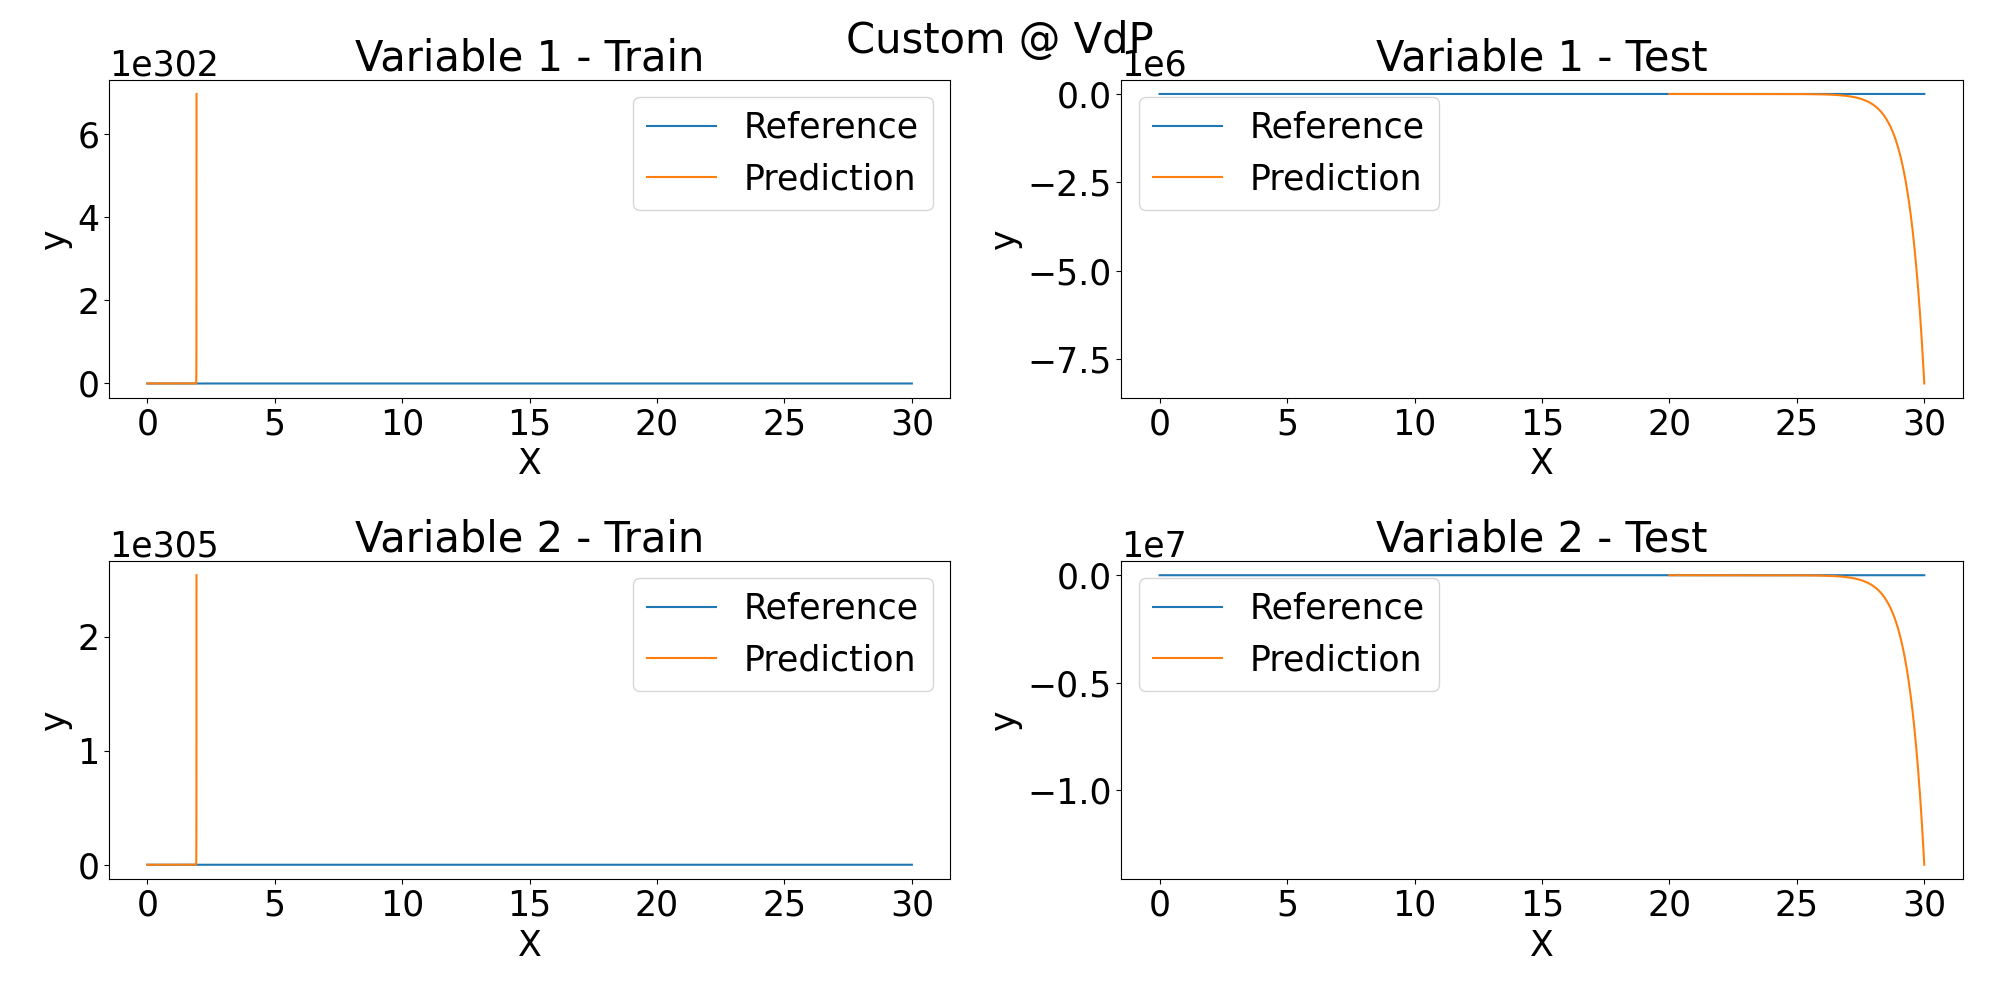 Custom @ VdP
Variable 1 - Train
1e302
6
4
2
0
y
Reference
Prediction
0 5 10 15 20 25 30
X
Variable 1 - Test
1e6
0.0
−2.5
−5.0
−7.5
y
Reference
Prediction
0 5 10 15 20 25 30
X
Variable 2 - Train
1e305
2
1
0
y
Reference
Prediction
0 5 10 15 20 25 30
X
Variable 2 - Test
1e7
0.0
−0.5
−1.0
y
Reference
Prediction
0 5 10 15 20 25 30
X